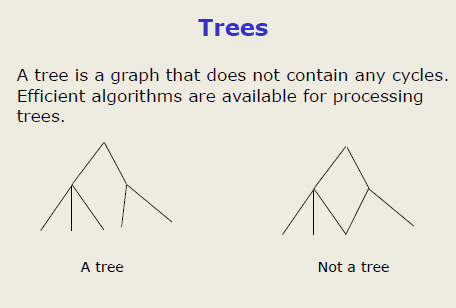 Trees
A tree is a graph that does not contain any cycles.
Efficient algorithms are available for processing
trees.
A tree
Not a tree